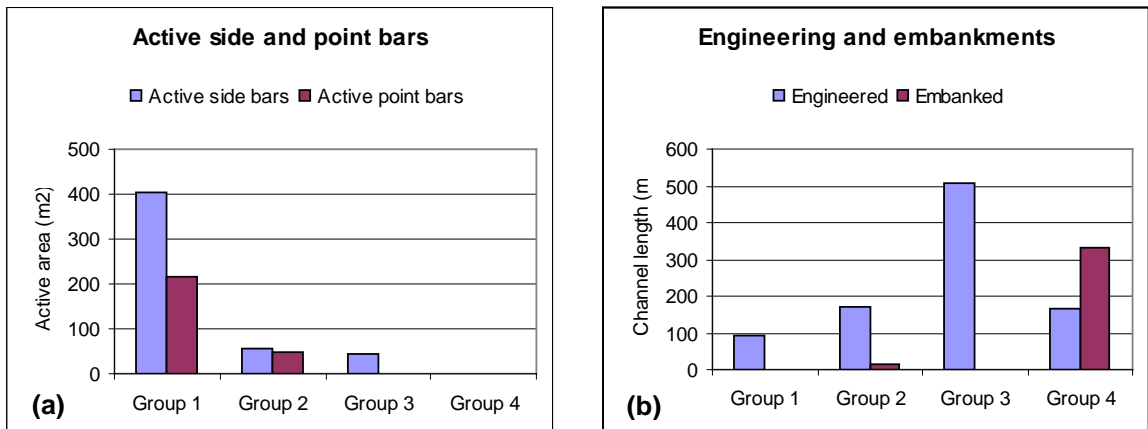 Active side and point bars
Active side bars Active point bars
Active area (m2)
500
400
300
200
100
0
Group 1 Group 2 Group 3 Group 4
(a)
Engineering and embankments
Engineered Embanked
Channel length (m
600
500
400
300
200
100
0
Group 1 Group 2 Group 3 Group 4
(b)